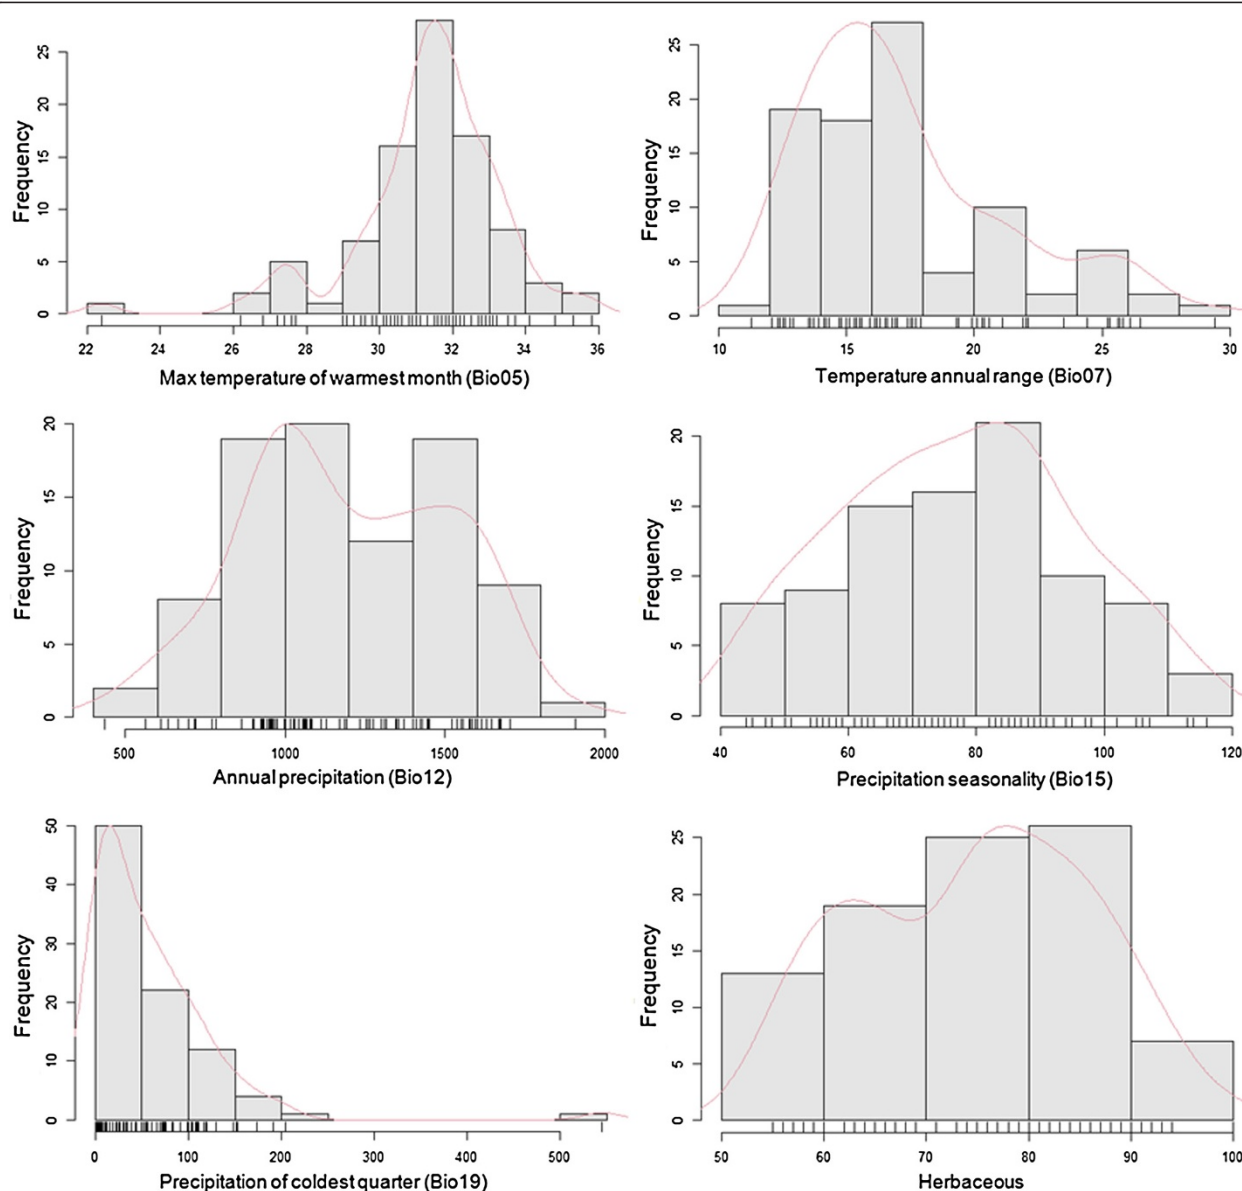 Frequency
0 5 10 15 20 25
22 24 26 28 30 32 34 36
Max temperature of warmest month (Bio05)
Frequency
0 5 10 15 20 25
10 15 20 25 30
Temperature annual range (Bio07)
Frequency
0 5 10 15 20
500 1000 1500 2000
Annual precipitation (Bio12)
Frequency
0 5 10 15 20
40 60 80 100 120
Precipitation seasonality (Bio15)
Frequency
0 10 20 30 40 50
0 100 200 300 400 500
Precipitation of coldest quarter (Bio19)
Frequency
0 5 10 15 20 25
50 60 70 80 90 100
Herbaceous